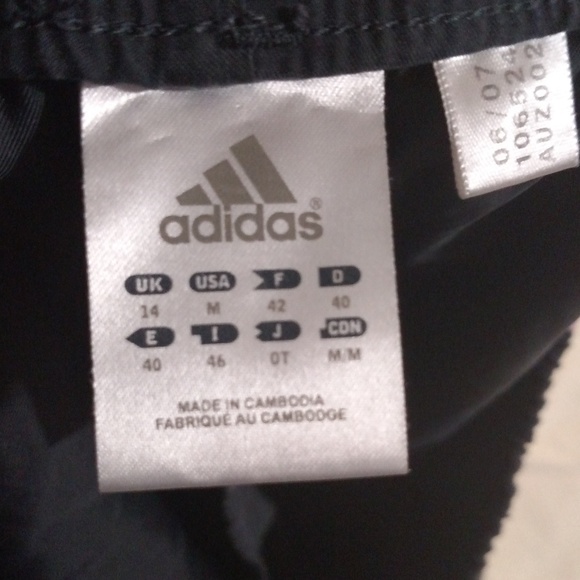 adidas®
UK USA F D
14 M 42 40
E I J CDN
40 46 OT M/M
MADE IN CAMBODIA
FABRIQUÉ AU CAMBODGE
06/07
106524
AUZ002